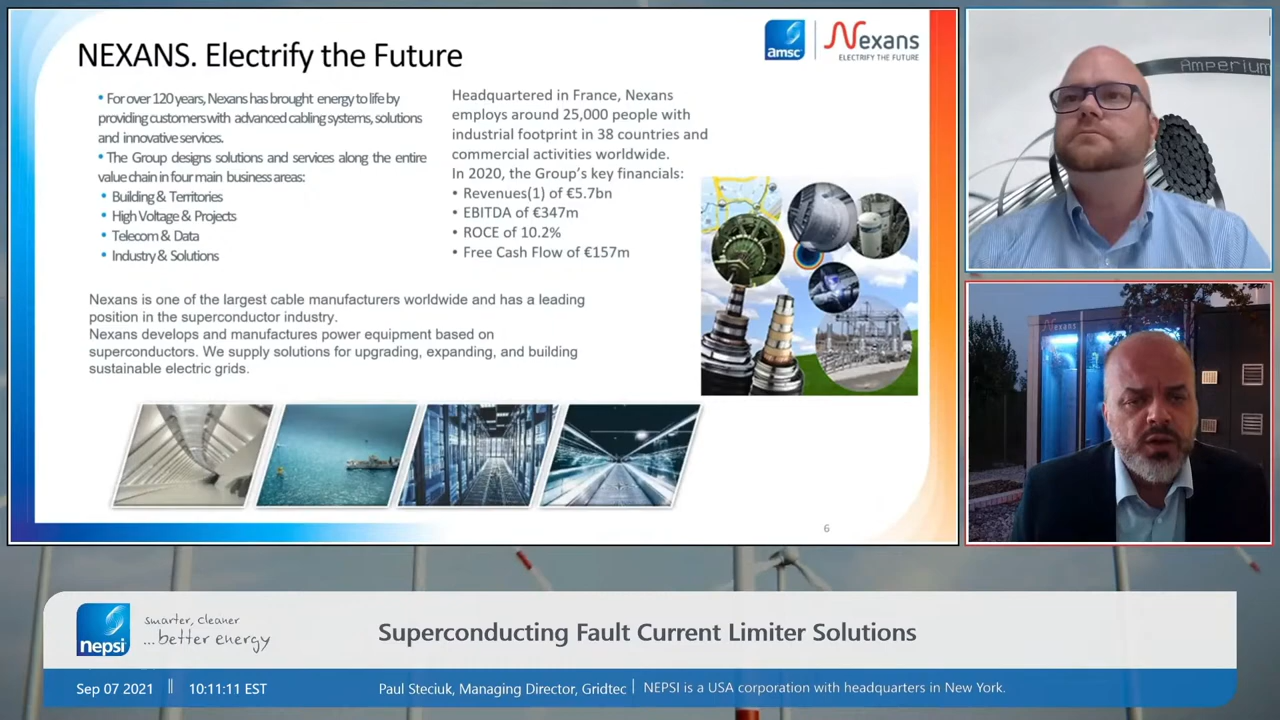 NEXANS. Electrify the Future
amsc
Nexans
ELECTRIFY THE FUTURE
• For over 120 years, Nexans has brought energy to life by
providing customers with advanced cabling systems, solutions
and innovative services.
• The Group designs solutions and services along the entire
value chain in four main business areas:
• Building & Territories
• High Voltage & Projects
• Telecom & Data
• Industry & Solutions
Headquartered in France, Nexans
employs around 25,000 people with
industrial footprint in 38 countries and
commercial activities worldwide.
In 2020, the Group's key financials:
• Revenues(1) of €5.7bn
• EBITDA of €347m
• ROCE of 10.2%
• Free Cash Flow of €157m
Nexans is one of the largest cable manufacturers worldwide and has a leading
position in the superconductor industry.
Nexans develops and manufactures power equipment based on
superconductors. We supply solutions for upgrading, expanding, and building
sustainable electric grids.
6
Amperium
Nexans
nepsi
smarter, cleaner
...better energy
Superconducting Fault Current Limiter Solutions
Sep 07 2021 || 10:11:11 EST
Paul Steciuk, Managing Director, Gridtec | NEPSI is a USA corporation with headquarters in New York.